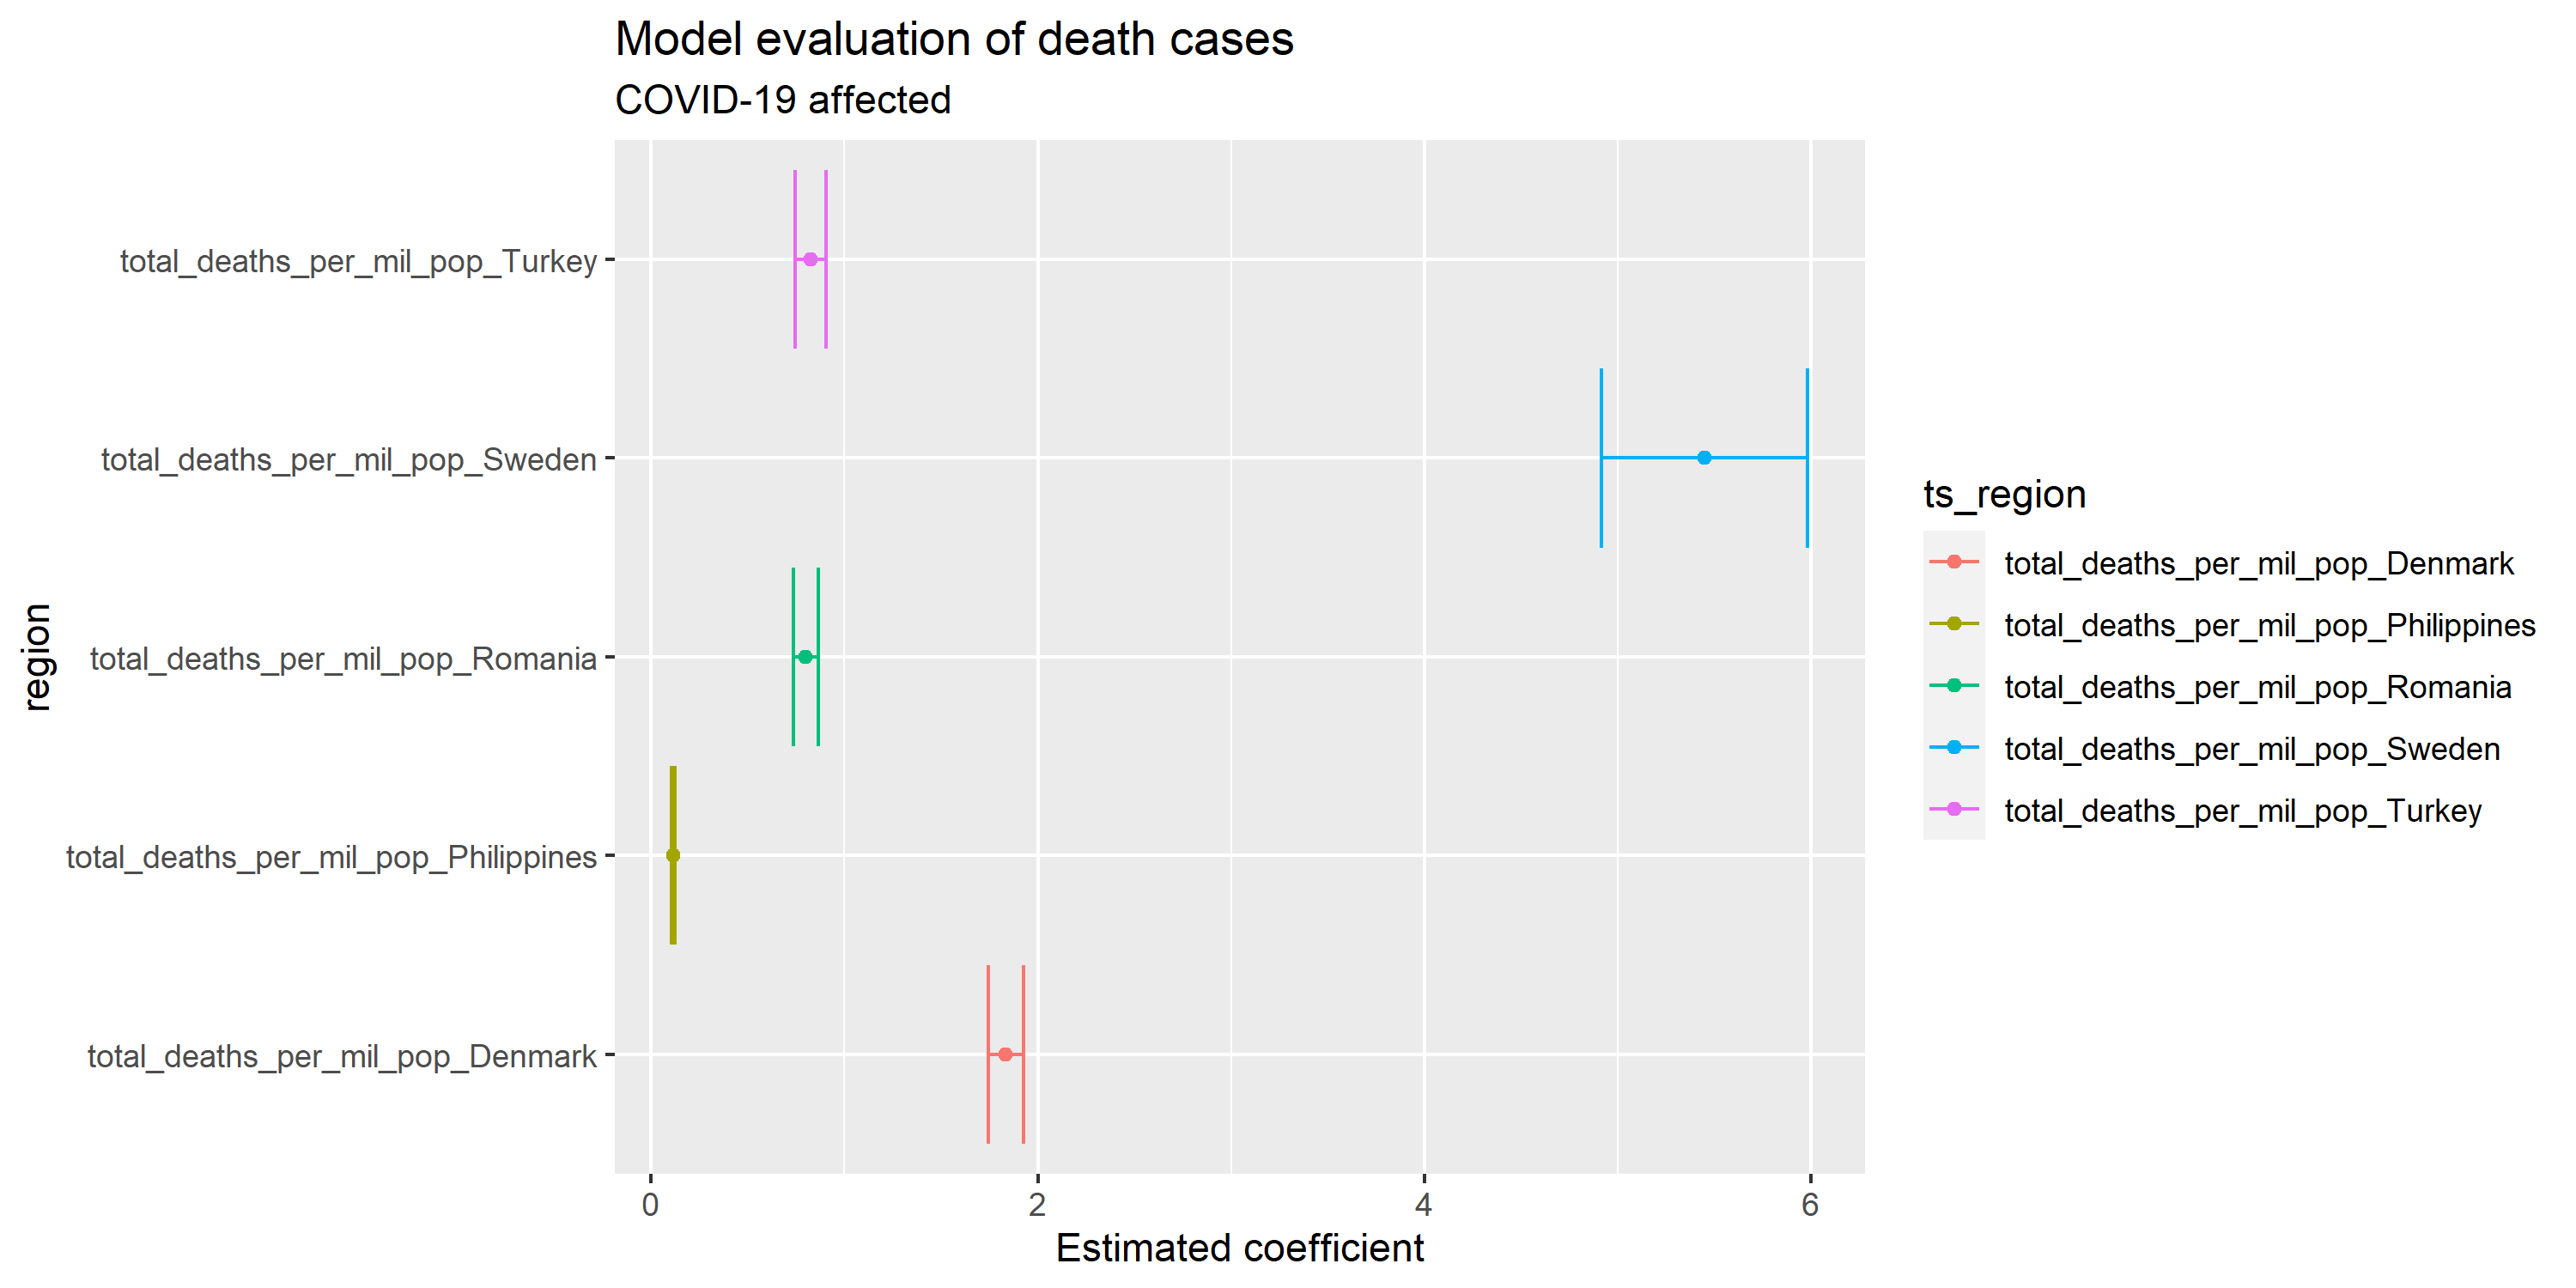 Model evaluation of death cases
COVID-19 affected
region
total_deaths_per_mil_pop_Turkey
total_deaths_per_mil_pop_Sweden
total_deaths_per_mil_pop_Romania
total_deaths_per_mil_pop_Philippines
total_deaths_per_mil_pop_Denmark
0 2 4 6
Estimated coefficient
ts_region
total_deaths_per_mil_pop_Denmark
total_deaths_per_mil_pop_Philippines
total_deaths_per_mil_pop_Romania
total_deaths_per_mil_pop_Sweden
total_deaths_per_mil_pop_Turkey